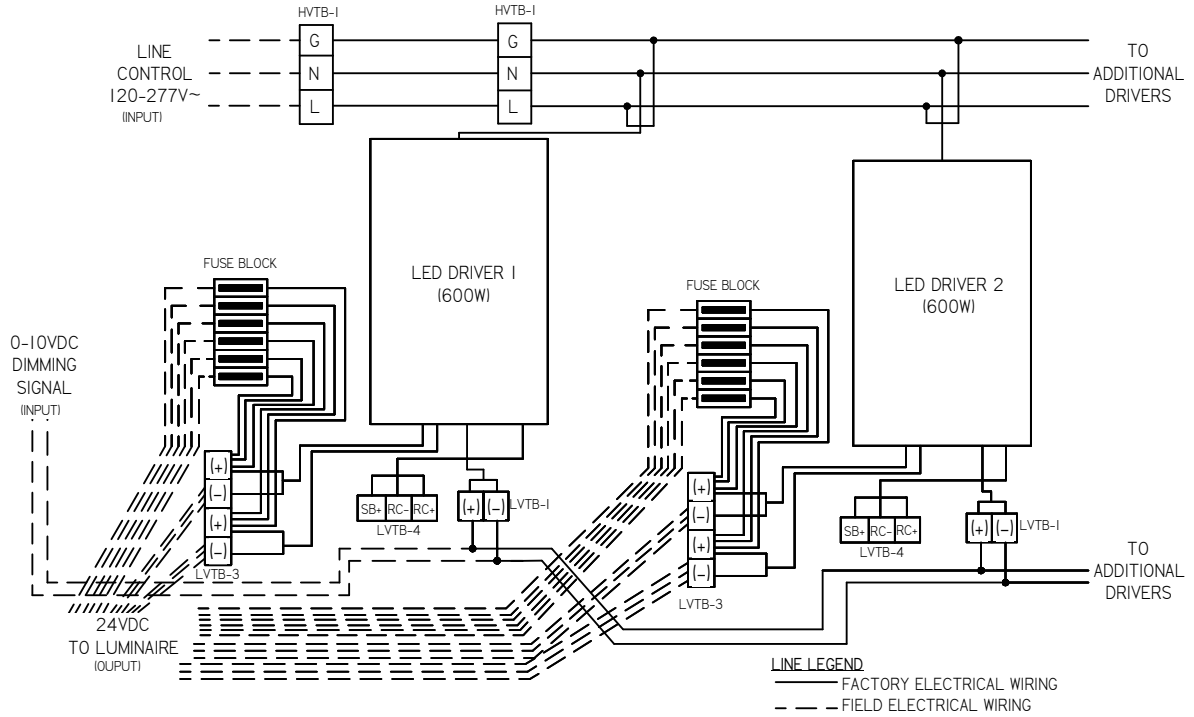 HVTB-1
HVTB-1
LINE
CONTROL
120-277V~
(INPUT)
G
N
L
G
N
L
TO
ADDITIONAL
DRIVERS
LED DRIVER 1
(600W)
LED DRIVER 2
(600W)
FUSE BLOCK
FUSE BLOCK
0-10VDC
DIMMING
SIGNAL
(INPUT)
(+)
(-)
(+)
(-)
LVTB-3
SB+
RC-
RC+
LVTB-4
(+)
(-)
LVTB-1
(+)
(-)
(+)
(-)
LVTB-3
SB+
RC-
RC+
LVTB-4
(+)
(-)
LVTB-1
TO
ADDITIONAL
DRIVERS
24VDC
TO LUMINAIRE
(OUPUT)
LINE LEGEND
FACTORY ELECTRICAL WIRING
FIELD ELECTRICAL WIRING